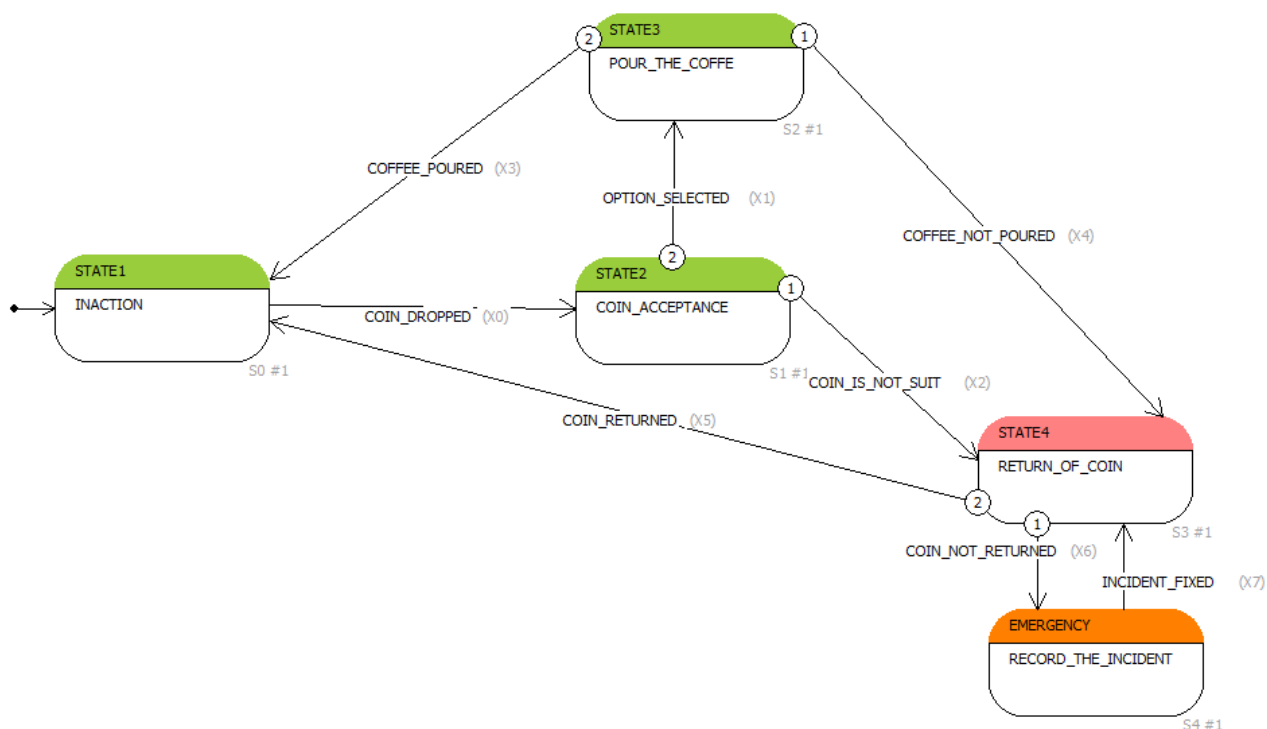 2
STATE3
1
POUR_THE_COFFE
S2 #1
COFFEE_POURED (X3)
OPTION_SELECTED (X1)
COFFEE_NOT_POURED (X4)
STATE1
INACTION
S0 #1
COIN_DROPPED (X0)
2
STATE2
1
COIN_ACCEPTANCE
S1 #1
COIN_IS_NOT_SUIT (X2)
COIN_RETURNED (X5)
STATE4
RETURN_OF_COIN
2
1
S3 #1
COIN_NOT_RETURNED (X6)
INCIDENT_FIXED (X7)
EMERGENCY
RECORD_THE_INCIDENT
S4 #1